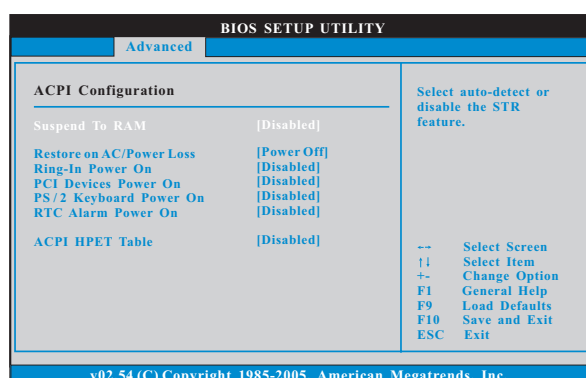 BIOS SETUP UTILITY
Advanced
ACPI Configuration
Suspend To RAM [Disabled]
Restore on AC/Power Loss [Power Off]
Ring-In Power On [Disabled]
PCI Devices Power On [Disabled]
PS/2 Keyboard Power On [Disabled]
RTC Alarm Power On [Disabled]
ACPI HPET Table [Disabled]
Select auto-detect or
disable the STR
feature.
←→ Select Screen
↑↓ Select Item
+- Change Option
F1 General Help
F9 Load Defaults
F10 Save and Exit
ESC Exit
v02.54 (C) Copyright 1985-2005, American Megatrends, Inc.